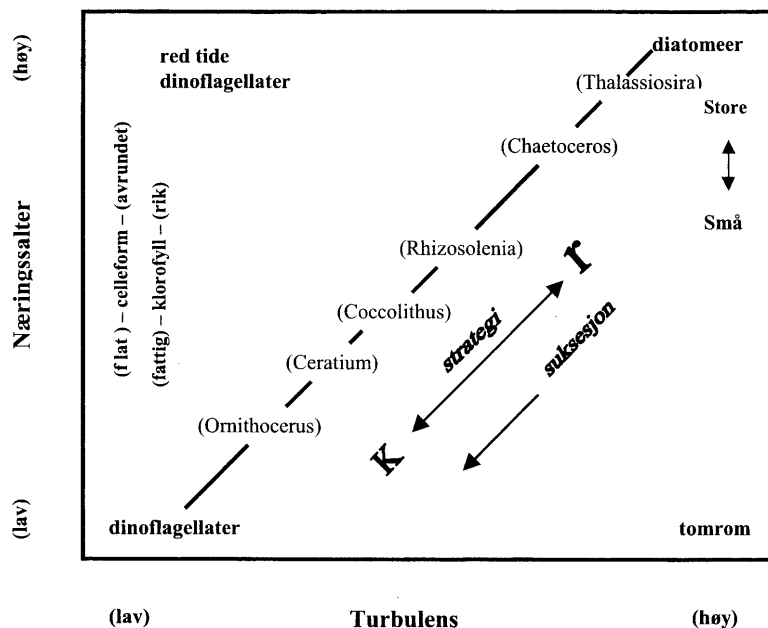 (høy)
Næringssalter
(lav)
red tide
dinoflagellater
diatomeer
(Thalassiosira)
Store
(Chaetoceros)
Små
(f lat ) – celleform – (avrundet)
(fattig) – klorofyll – (rik)
(Rhizosolenia)
r
(Coccolithus)
strategi
suksesjon
(Ceratium)
(Ornithocerus)
K
dinoflagellater
tomrom
(lav)
Turbulens
(høy)